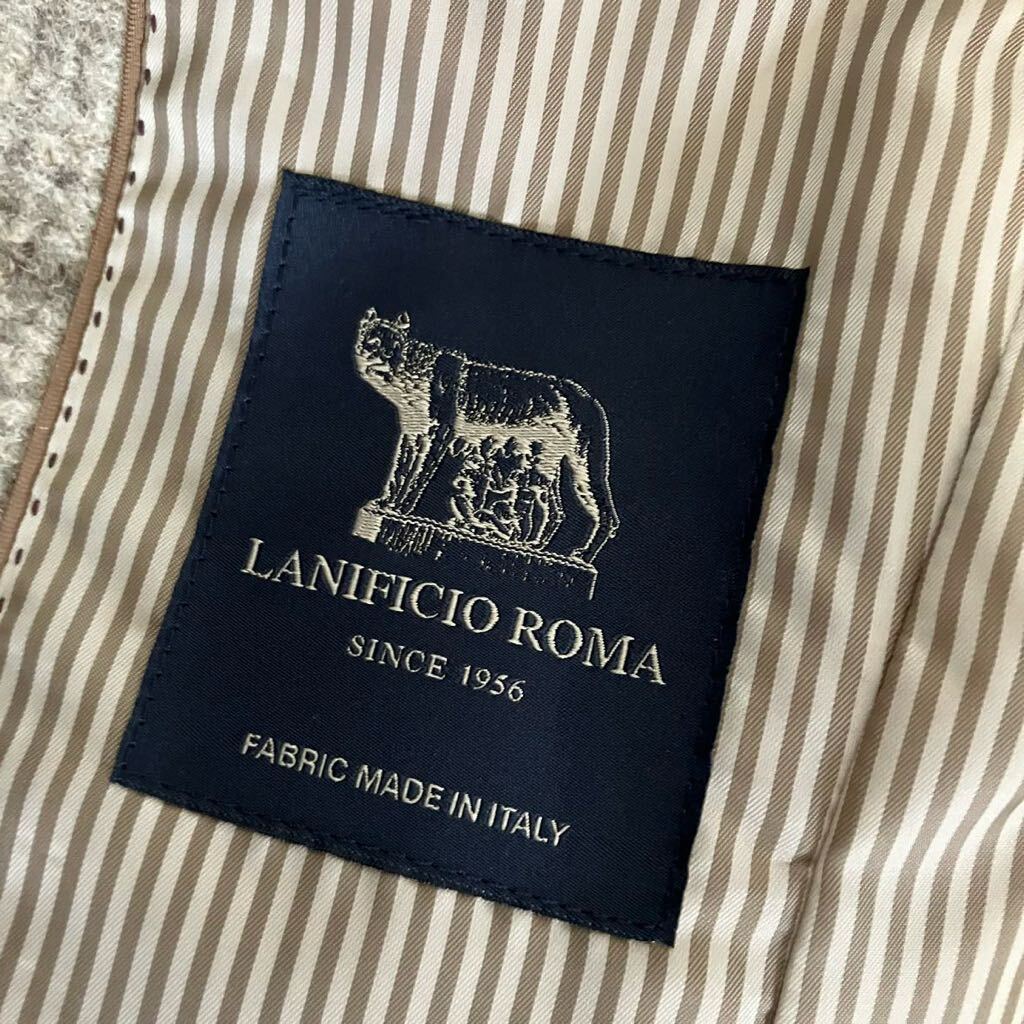 LANIFICIO ROMA
SINCE 1956
FABRIC MADE IN ITALY